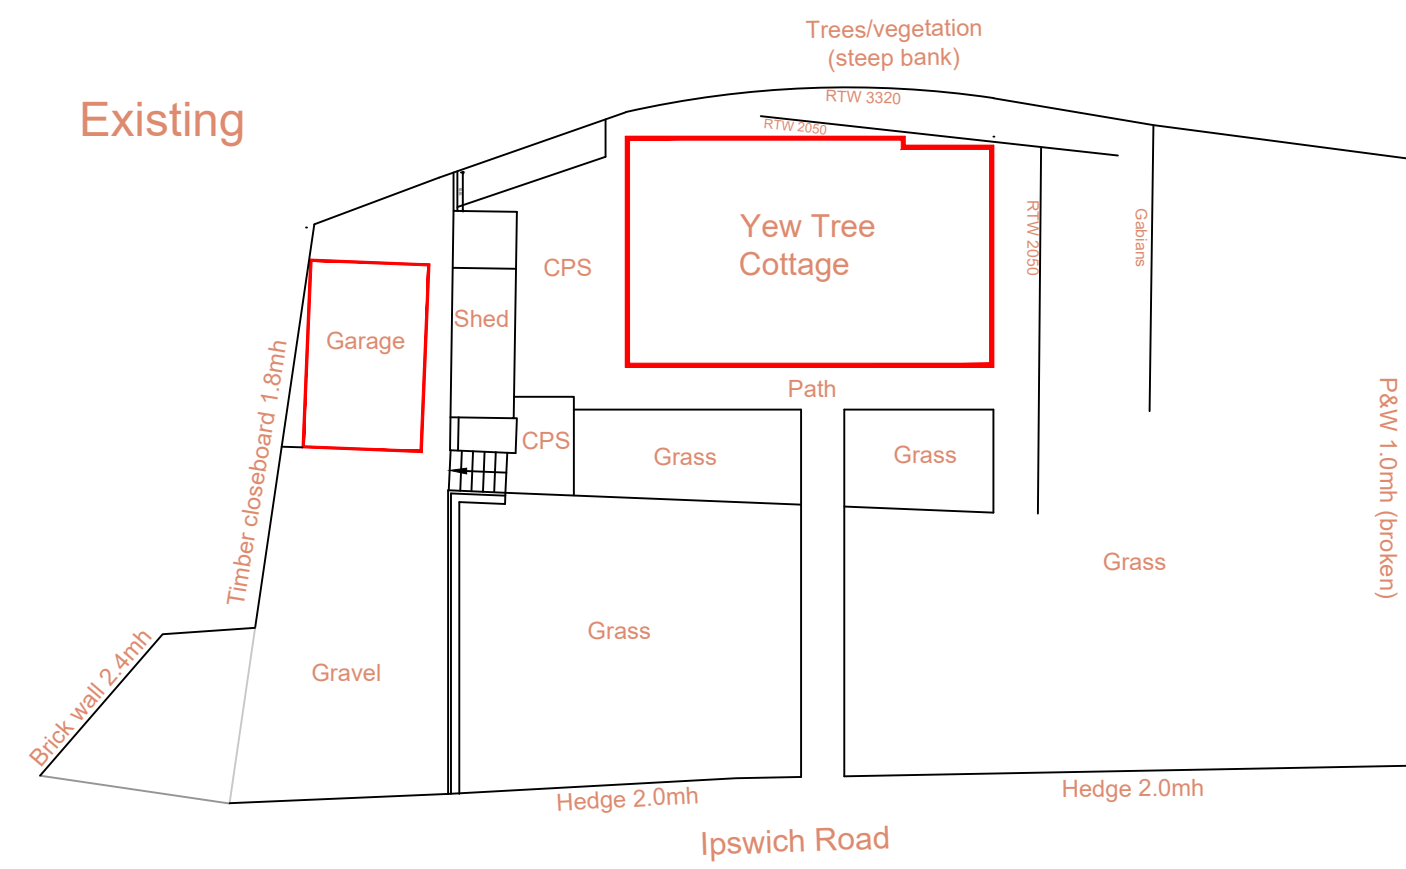 Trees/vegetation
(steep bank)
Existing
RTW 3320
RTW 2050
Yew Tree
Cottage
RTW 2050
Gabians
CPS
Shed
Garage
Timber closeboard 1.8mh
Path
P&W 1.0mh (broken)
CPS
Grass
Grass
Grass
Grass
Gravel
Brick wall 2.4mh
Hedge 2.0mh
Hedge 2.0mh
Ipswich Road